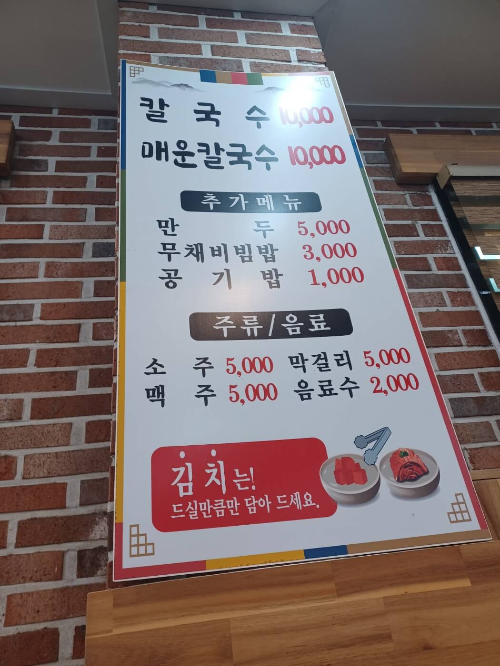 칼국수 10,000
매운칼국수 10,000
추가메뉴
만두 5,000
무채비빔밥 3,000
공기밥 1,000
주류/음료
소주 5,000 막걸리 5,000
맥주 5,000 음료수 2,000
김치는!
드실만큼만 담아 드세요.